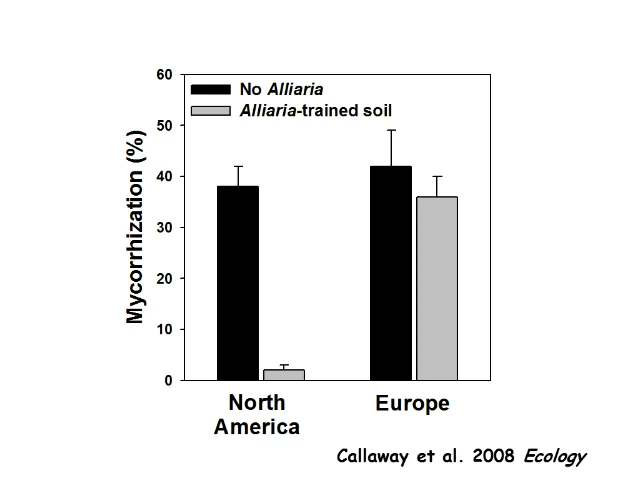 60
No Alliaria
Alliaria-trained soil
50
40
30
20
10
0
Mycorrhization (%)
North
America
Europe
Callaway et al. 2008 Ecology